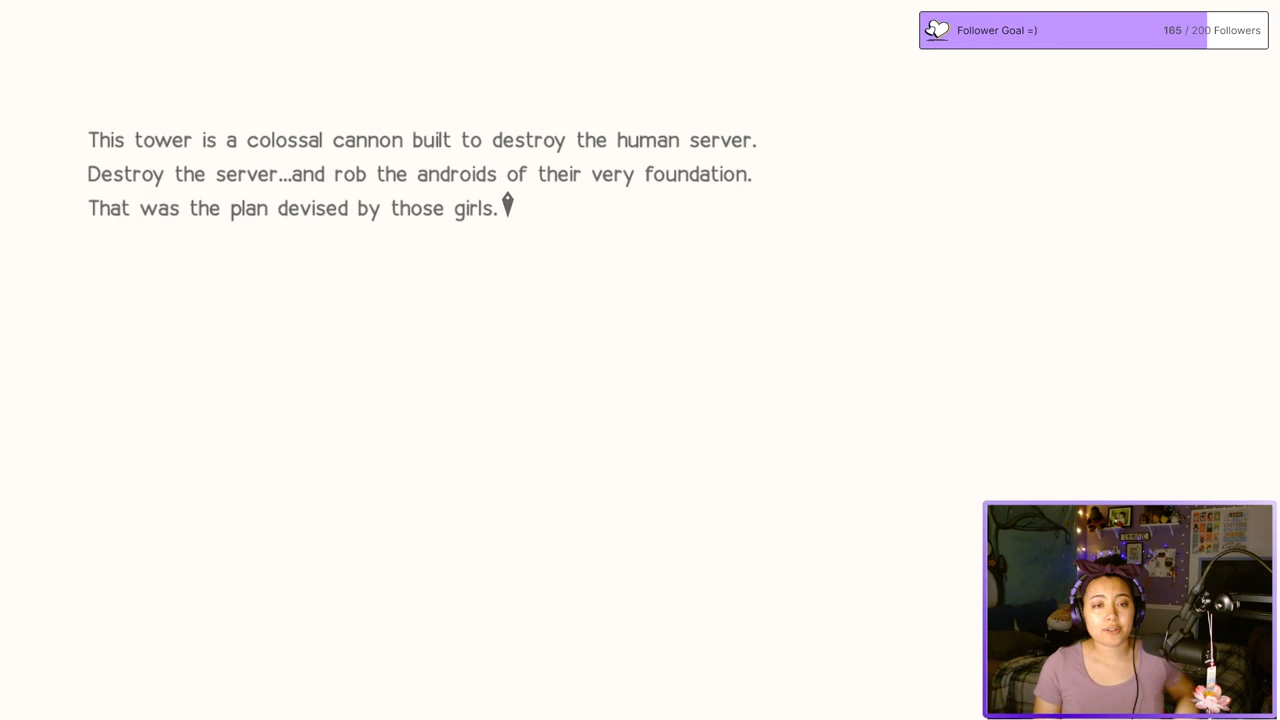 Follower Goal =)
165 / 200 Followers
This tower is a colossal cannon built to destroy the human server.
Destroy the server...and rob the androids of their very foundation.
That was the plan devised by those girls.